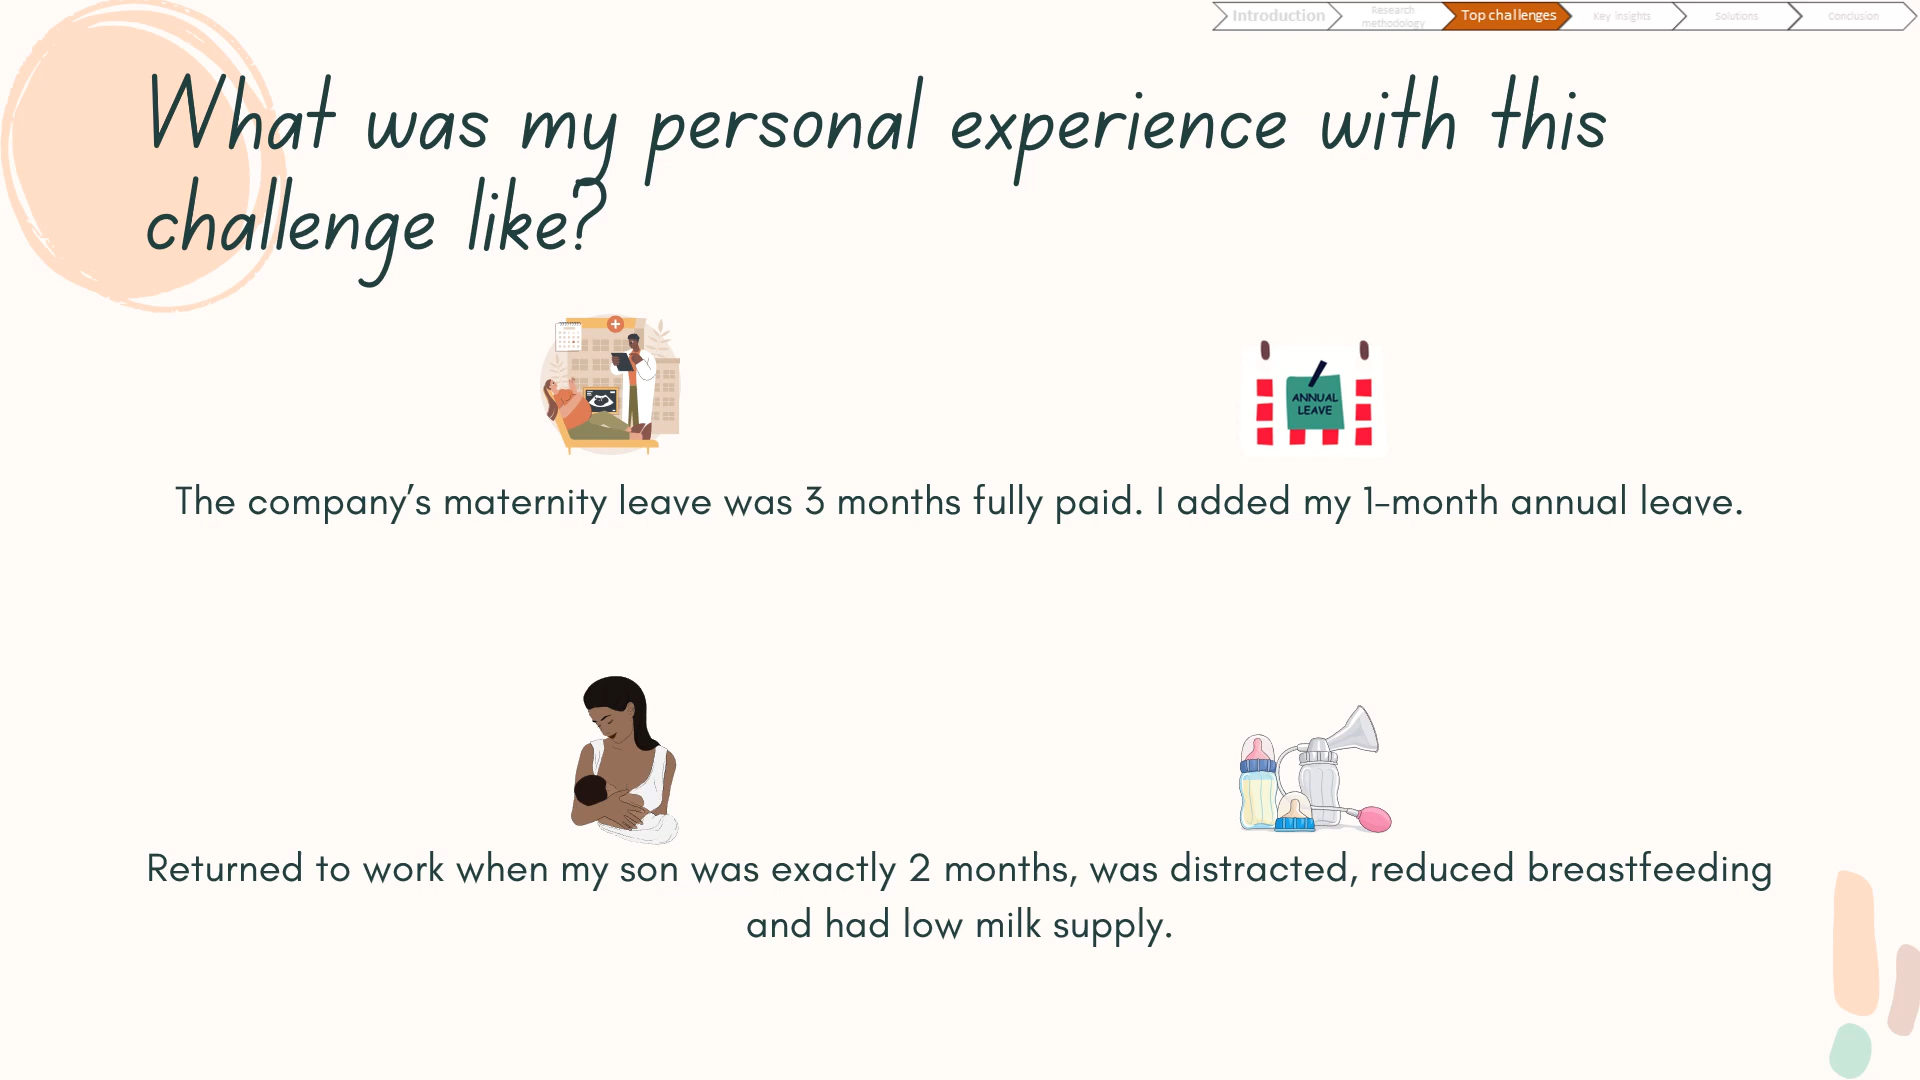 Introduction
Research
methodology
Top challenges
Key insights
Solutions
Conclusion
What was my personal experience with this
challenge like?
ANNUAL
LEAVE
The company’s maternity leave was 3 months fully paid. I added my 1-month annual leave.
Returned to work when my son was exactly 2 months, was distracted, reduced breastfeeding
and had low milk supply.